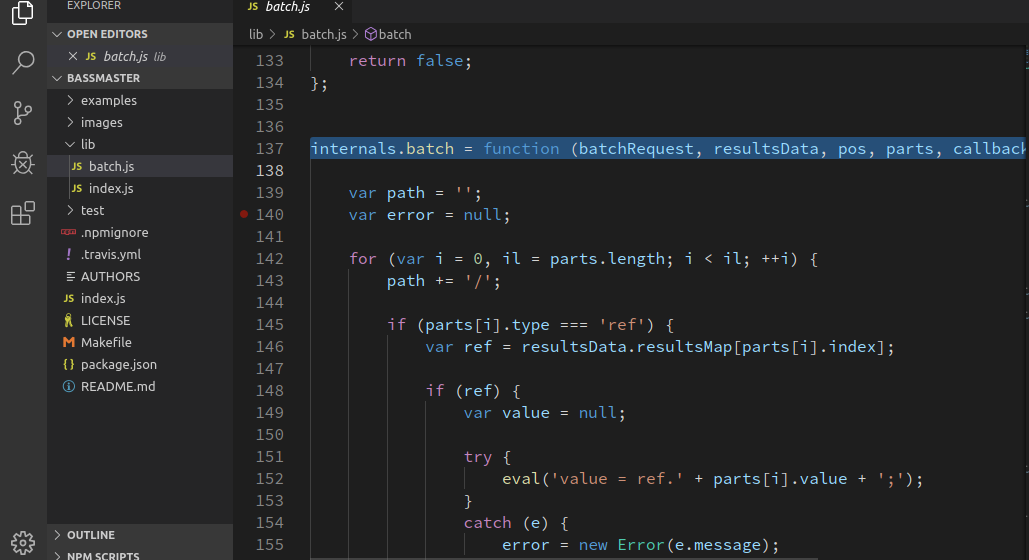 EXPLORER
OPEN EDITORS
JS batch.js lib
BASSMASTER
examples
images
lib
JS batch.js
JS index.js
test
.npmignore
! .travis.yml
AUTHORS
JS index.js
LICENSE
Makefile
{} package.json
README.md
OUTLINE
NPM SCRIPTS
JS batch.js
lib > JS batch.js > batch
133 return false;
134 };
135
136
137 internals.batch = function (batchRequest, resultsData, pos, parts, callback
138
139 var path = '';
140 var error = null;
141
142 for (var i = 0, il = parts.length; i < il; ++i) {
143 path += '/';
144
145 if (parts[i].type === 'ref') {
146 var ref = resultsData.resultsMap[parts[i].index];
147
148 if (ref) {
149 var value = null;
150
151 try {
152 eval('value = ref.' + parts[i].value + ';');
153 }
154 catch (e) {
155 error = new Error(e.message);